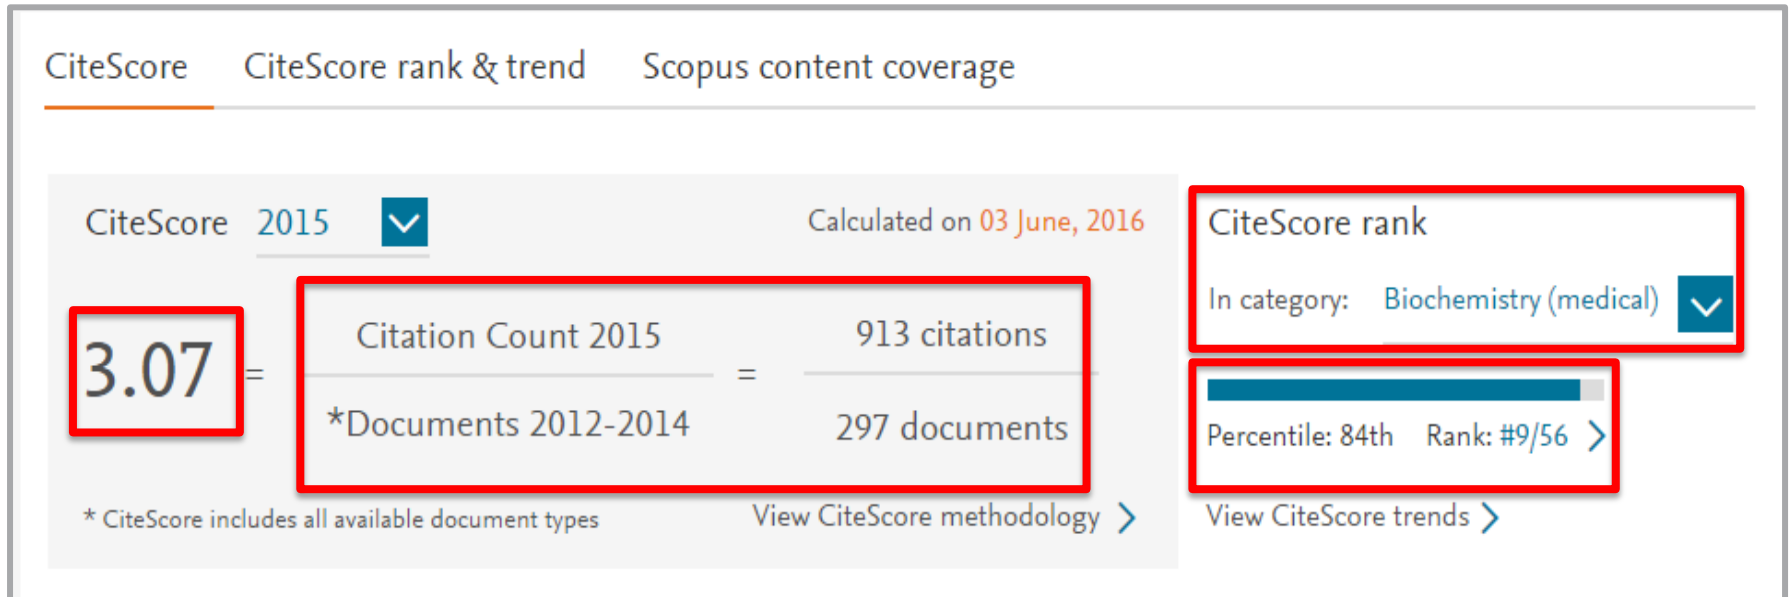 CiteScore CiteScore rank & trend Scopus content coverage
CiteScore 2015
Calculated on 03 June, 2016
3.07 = Citation Count 2015 = 913 citations
*Documents 2012-2014 297 documents
* CiteScore includes all available document types
View CiteScore methodology
CiteScore rank
In category: Biochemistry (medical)
Percentile: 84th Rank: #9/56
View CiteScore trends